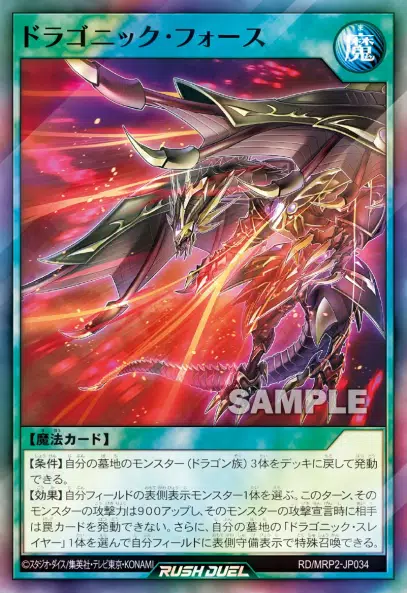 ドラゴニック・フォース
魔
SAMPLE
【魔法カード】
【条件】自分の墓地のモンスター(ドラゴン族)3体をデッキに戻して発動
できる。
【効果】自分フィールドの表側表示モンスター1体を選ぶ。このターン、その
モンスターの攻撃力は900アップし、そのモンスターの攻撃宣言時に相手
は罠カードを発動できない。さらに、自分の墓地の「ドラゴニック・スレ
イヤー」1体を選んで自分フィールドに表側守備表示で特殊召喚できる。
©スタジオ・ダイス/集英社・テレビ東京・KONAMI
RUSH DUEL
RD/MRP2-JP034